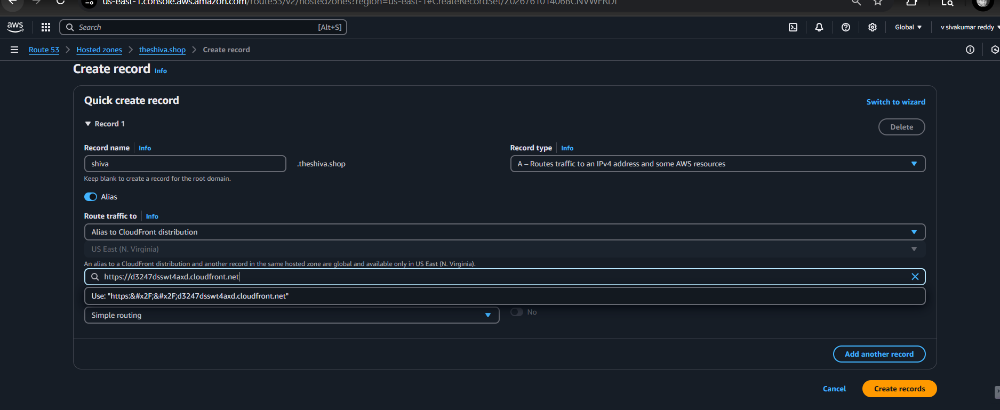 us-east-1.console.aws.amazon.com/route53/v2/hostedzones?region=us-east-1#CreateRecordSet/
aws Search [Alt+S] Global v sivakumar reddy
Route 53 > Hosted zones > theshiva.shop > Create record
Create record Info
Quick create record Switch to wizard
Record 1 Delete
Record name Info Record type Info
shiva .theshiva.shop A – Routes traffic to an IPv4 address and some AWS resources
Keep blank to create a record for the root domain.
Alias
Route traffic to Info
Alias to CloudFront distribution
US East (N. Virginia)
An alias to a CloudFront distribution and another record in the same hosted zone are global and available only in US East (N. Virginia).
https://d3247dsswt4axd.cloudfront.net
Use: "https:&#x2F;&#x2F;d3247dsswt4axd.cloudfront.net"
Simple routing No
Add another record
Cancel Create records